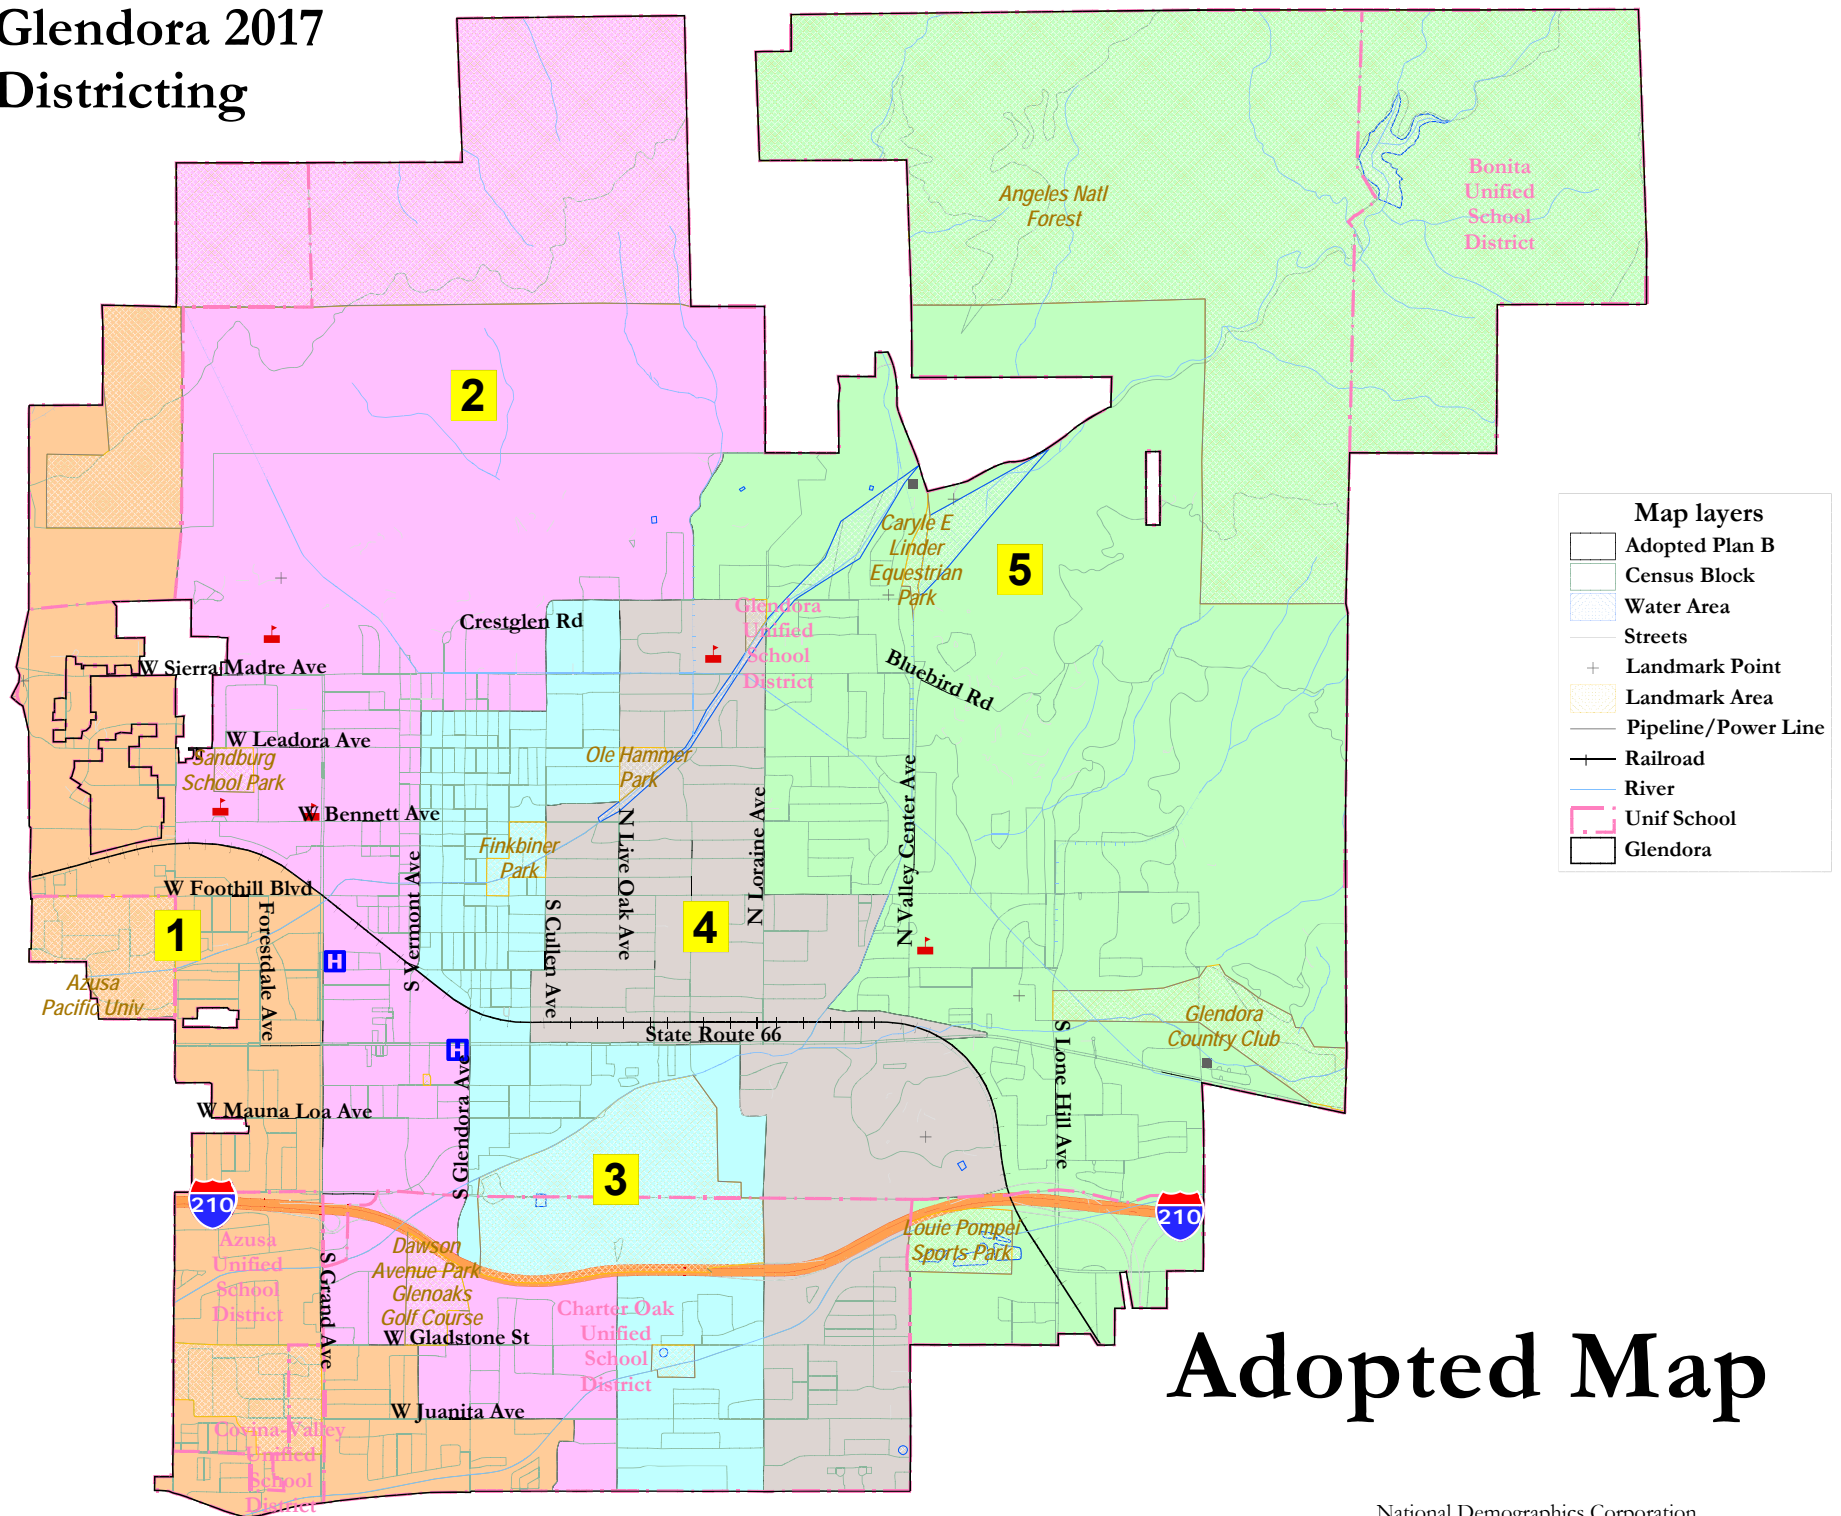 Glendora 2017
Districting
Angeles Natl
Forest
Bonita
Unified
School
District
2
Map layers
Adopted Plan B
Census Block
Water Area
Streets
Landmark Point
Landmark Area
Pipeline/Power Line
Railroad
River
Unif School
Glendora
Caryle E
Linder
Equestrian
Park
5
Crestglen Rd
Glendora
Unified
School
District
W Sierra Madre Ave
Bluebird Rd
W Leadora Ave
Sandburg
School Park
Ole Hammer
Park
W Bennett Ave
Finkbiner
Park
S Vermont Ave
N Live Oak Ave
N Loraine Ave
N Valley Center Ave
W Foothill Blvd
Forestdale Ave
S Cullen Ave
1
4
H
Azusa
Pacific Univ
Glendora
Country Club
State Route 66
H
S Glendora Ave
S Lone Hill Ave
W Mauna Loa Ave
3
210
210
Azusa
Unified
School
District
S Grand Ave
Dawson
Avenue Park
Glenoaks
Golf Course
Louie Pompei
Sports Park
W Gladstone St
Charter Oak
Unified
School
District
W Juanita Ave
Covina-Valley
Unified
School
District
Adopted Map
National Demographics Corporation